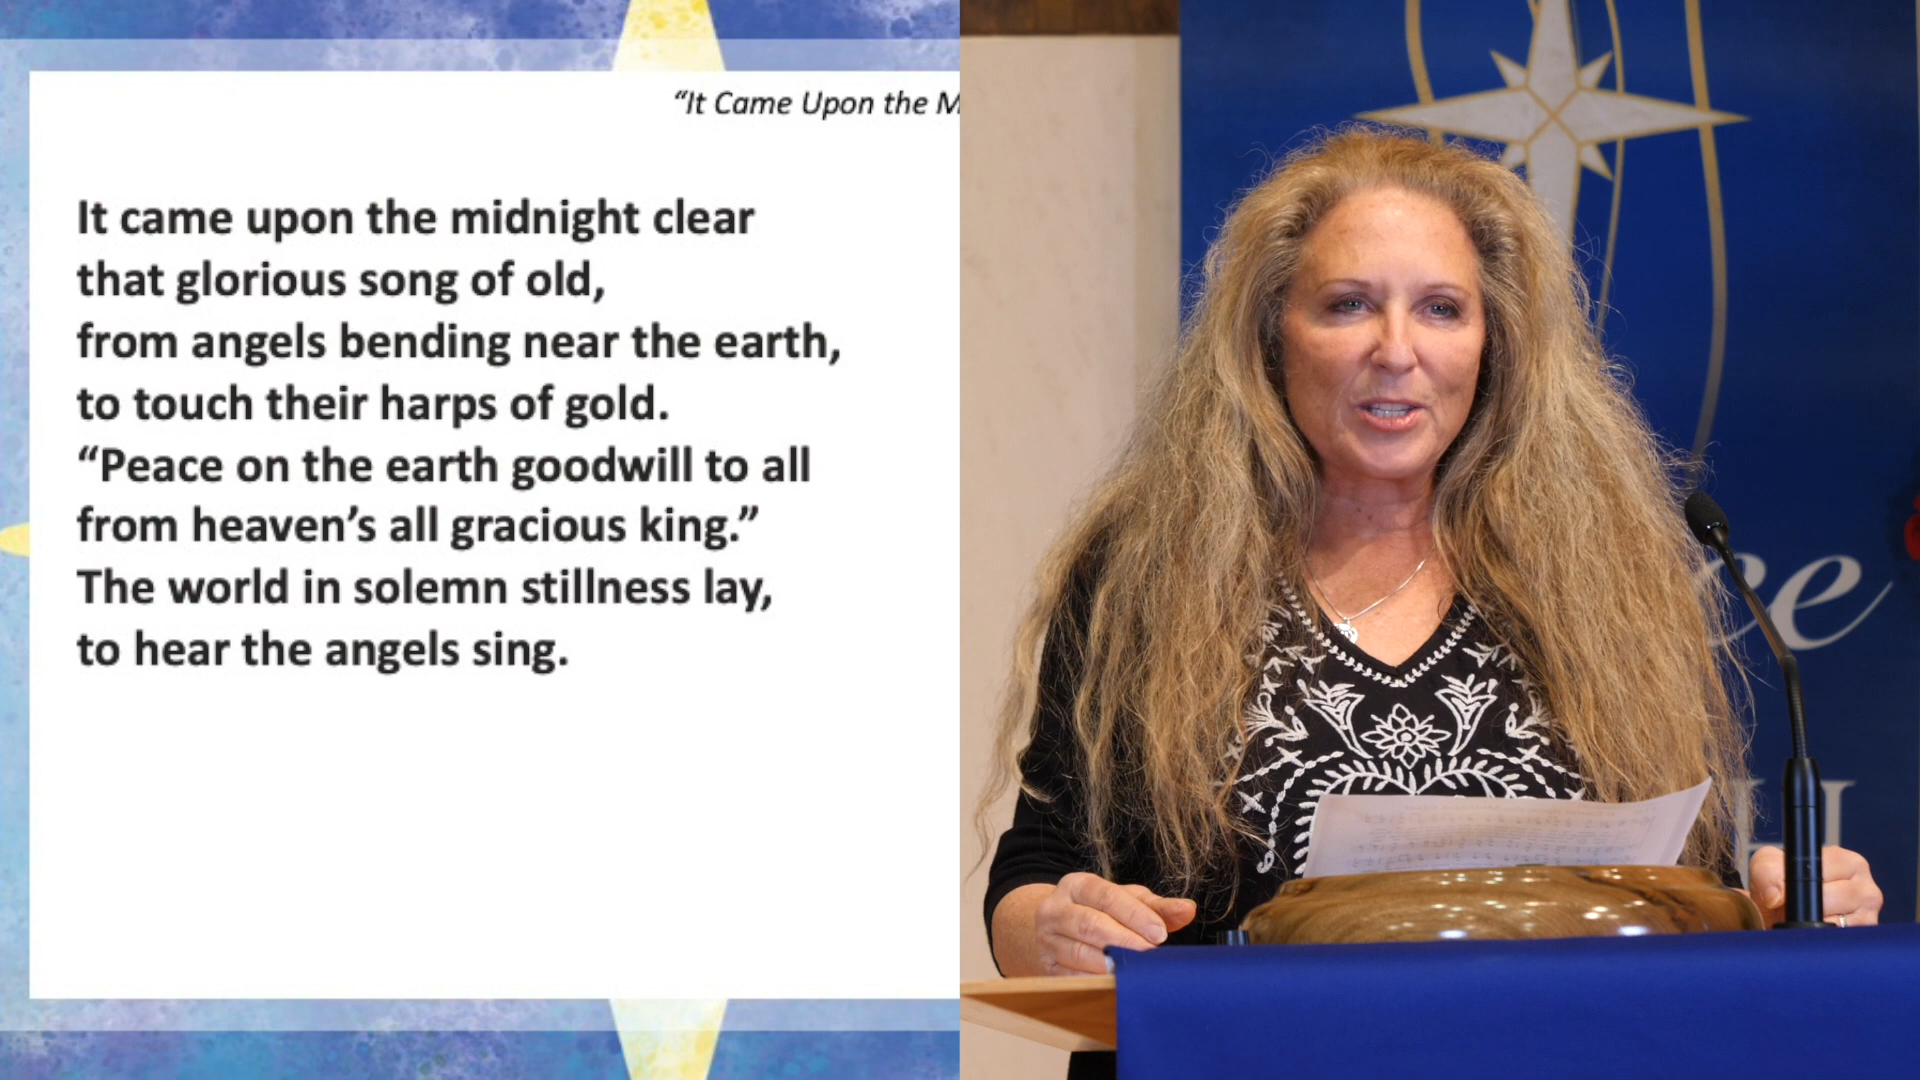 “It Came Upon the M
It came upon the midnight clear
that glorious song of old,
from angels bending near the earth,
to touch their harps of gold.
“Peace on the earth goodwill to all
from heaven’s all gracious king.”
The world in solemn stillness lay,
to hear the angels sing.
ce
H